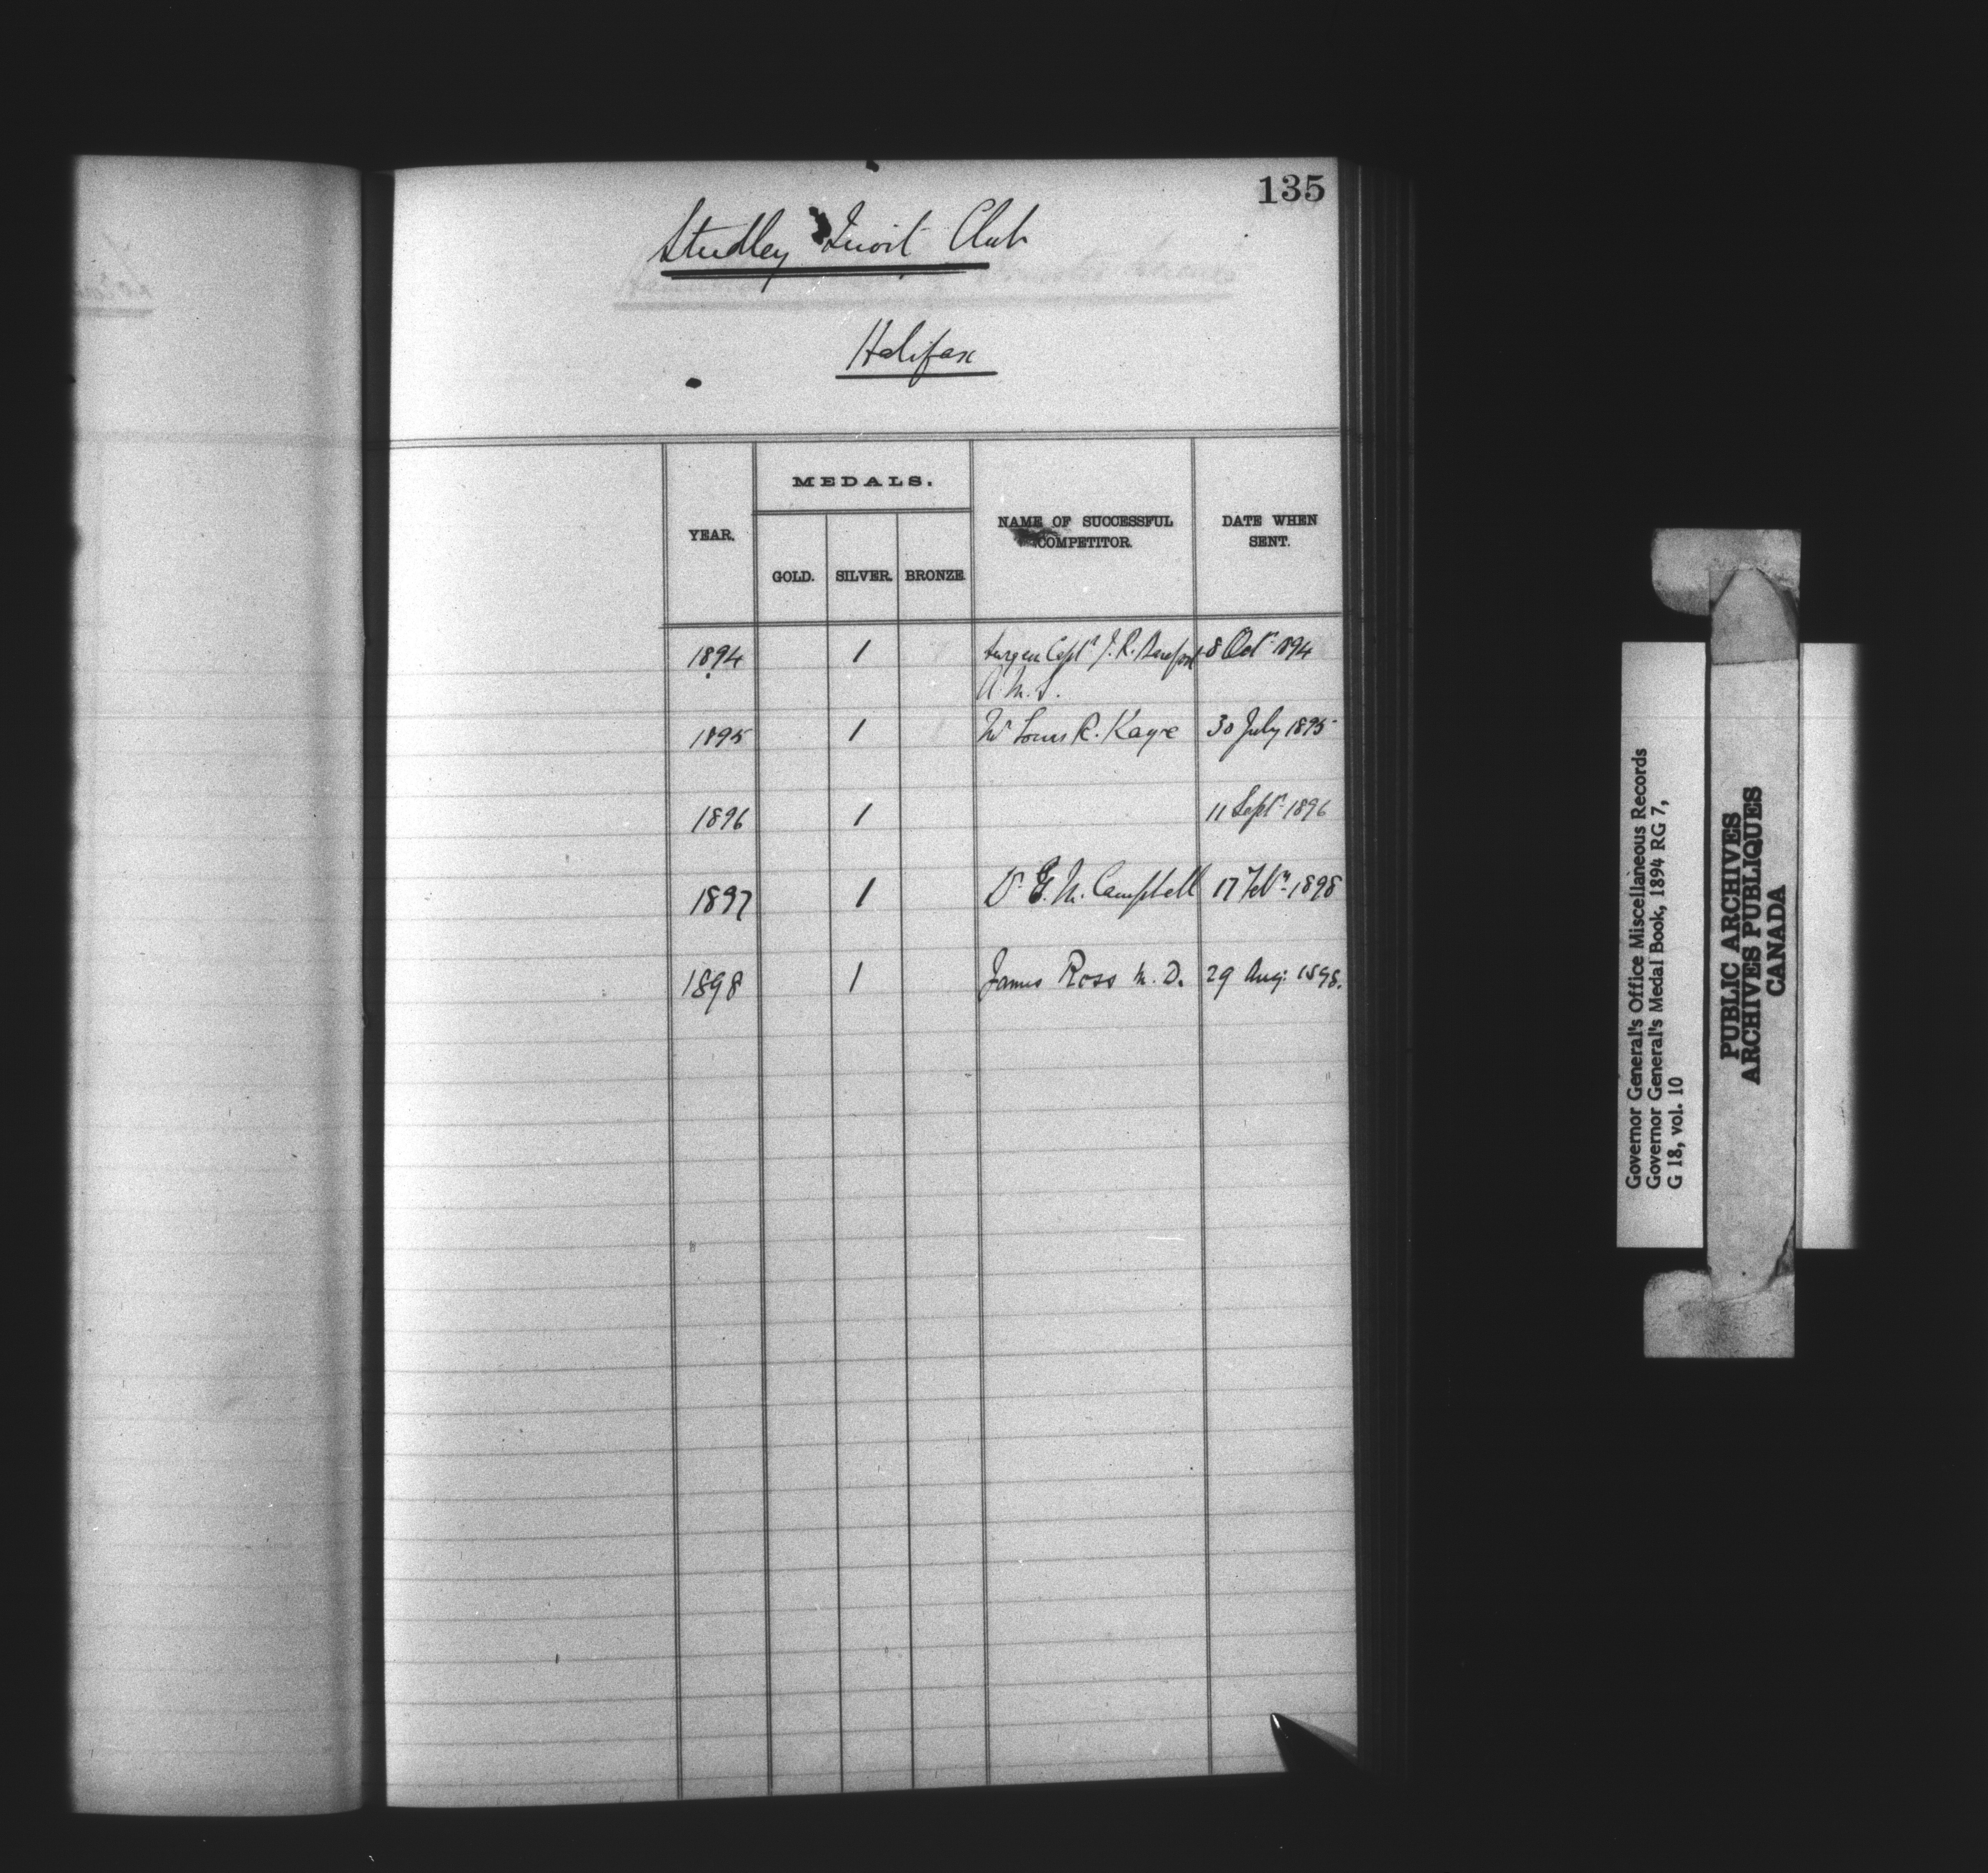 135
Studley Quoit Club
Halifax
YEAR.
MEDALS.
GOLD. SILVER. BRONZE.
NAME OF SUCCESSFUL
COMPETITOR.
DATE WHEN
SENT.
1894 1 Surgeon Capt. J. R. 8 Oct. 1894
A. M. S.
1895 1 Mr Louis R. Kaye 30 July 1895
1896 1 11 Sept. 1896
1897 1 Dr. G. M. Campbell 17 Feby. 1898
1898 1 James Ross M. D. 29 Aug: 1898.
Governor General's Office Miscellaneous Records
Governor General's Medal Book, 1894 RG 7,
G 18, vol. 10
PUBLIC ARCHIVES
ARCHIVES PUBLIQUES
CANADA